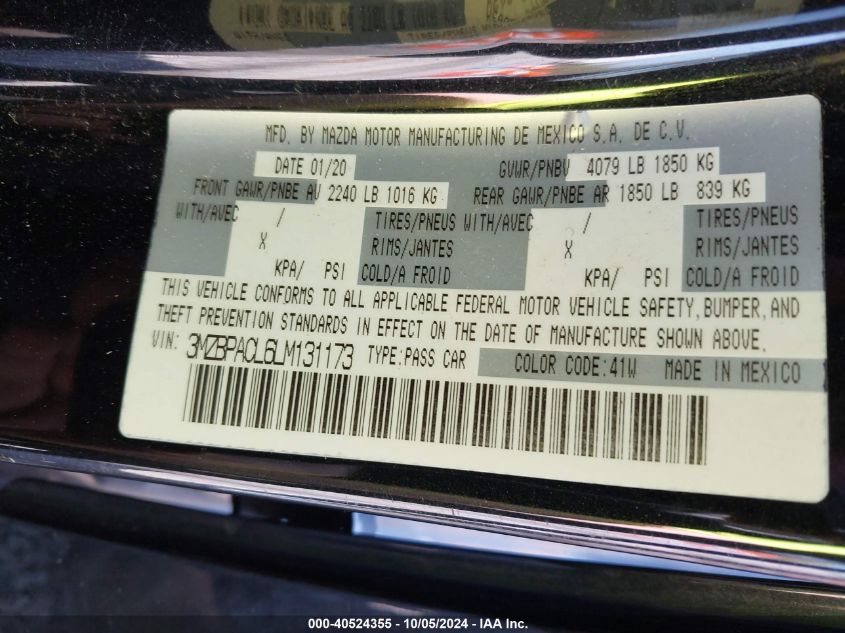 MFD. BY MAZDA MOTOR MANUFACTURING DE MEXICO S.A. DE C.V.
DATE 01/20 GVWR/PNBV 4079 LB 1850 KG
FRONT GAWR/PNBE AV 2240 LB 1016 KG REAR GAWR/PNBE AR 1850 LB 839 KG
WITH/AVEC / TIRES/PNEUS WITH/AVEC / TIRES/PNEUS
X RIMS/JANTES X RIMS/JANTES
KPA/ PSI COLD/A FROID KPA/ PSI COLD/A FROID
THIS VEHICLE CONFORMS TO ALL APPLICABLE FEDERAL MOTOR VEHICLE SAFETY, BUMPER, AND
THEFT PREVENTION STANDARDS IN EFFECT ON THE DATE OF MANUFACTURE SHOWN ABOVE.
VIN: 3MZBPACL6LM131173 TYPE:PASS CAR COLOR CODE:41W MADE IN MEXICO
000-40524355 - 10/05/2024 - IAA Inc.